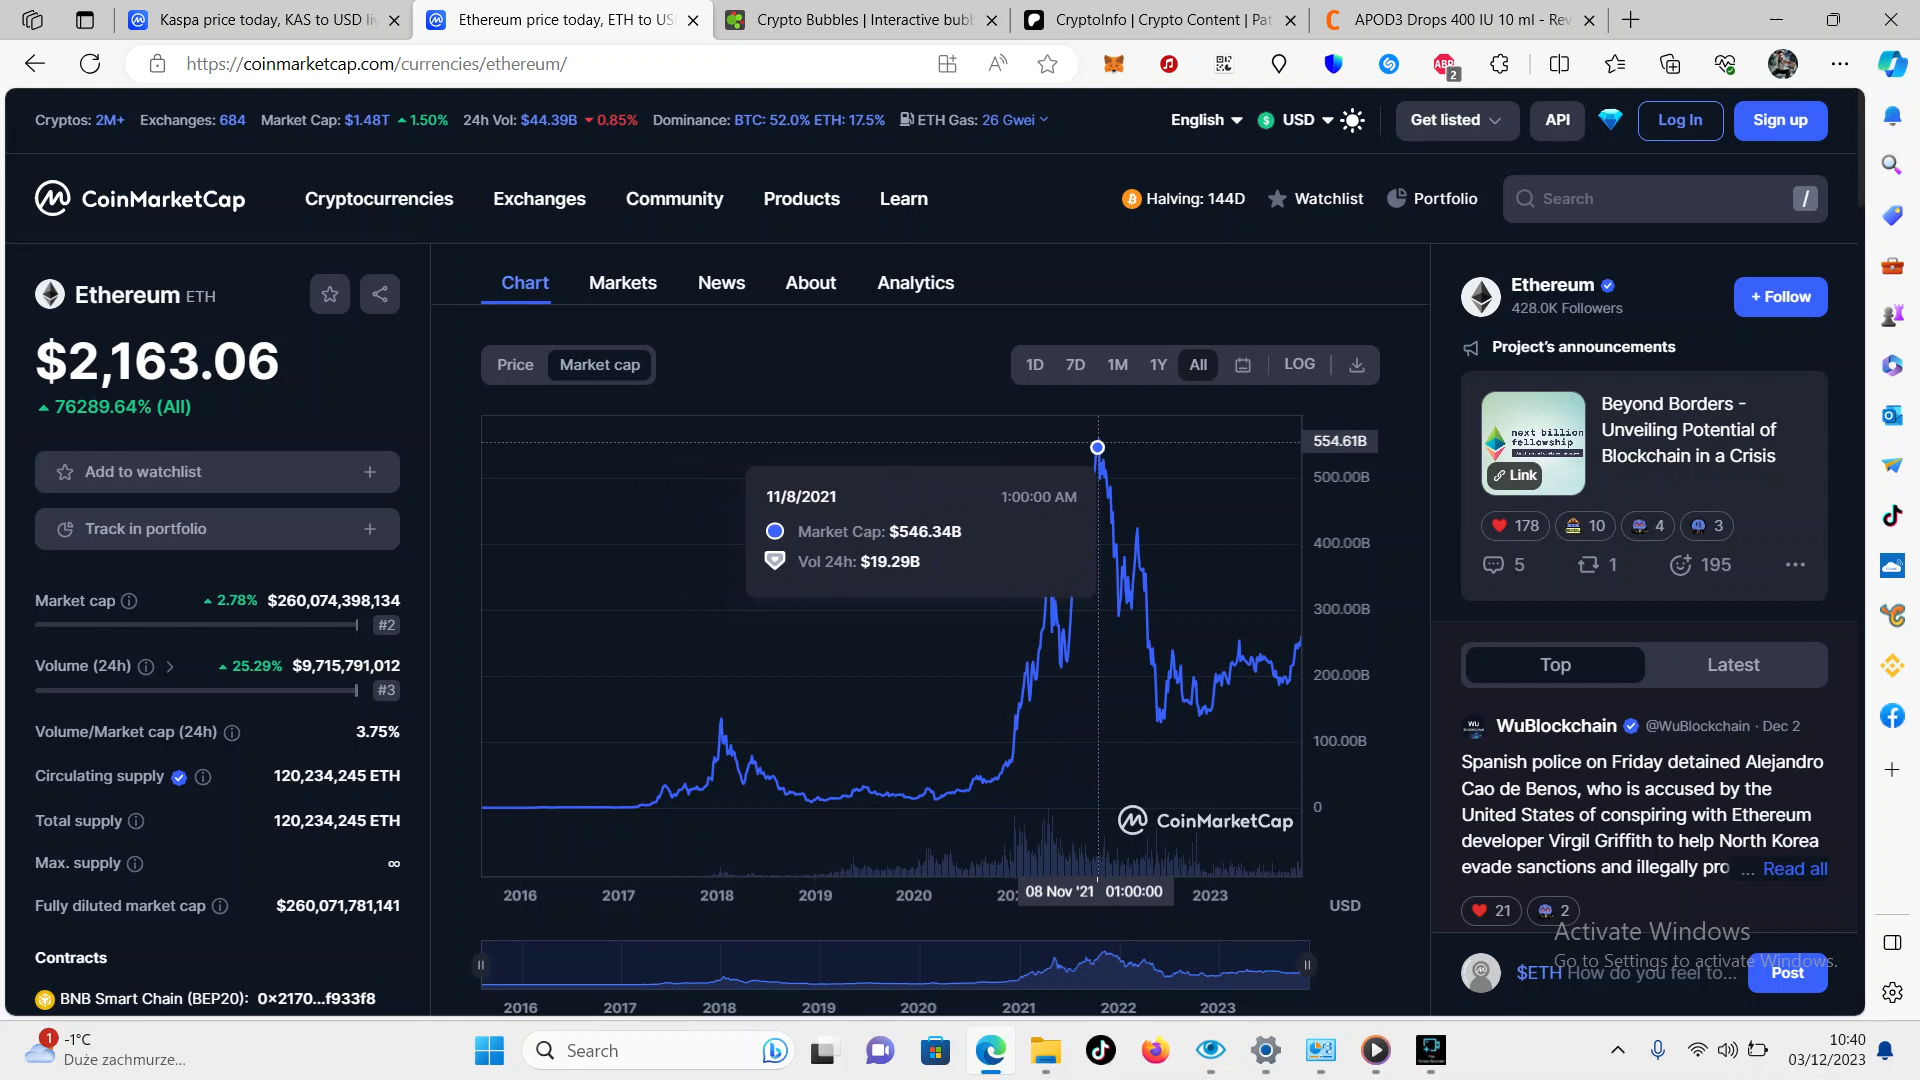 Kaspa price today, KAS to USD li
Ethereum price today, ETH to US
Crypto Bubbles | Interactive bubb
CryptoInfo | Crypto Content | Pat
APOD3 Drops 400 IU 10 ml - Rev
https://coinmarketcap.com/currencies/ethereum/
ABP
2
Cryptos: 2M+ Exchanges: 684 Market Cap: $1.48T 1.50% 24h Vol: $44.39B 0.85% Dominance: BTC: 52.0% ETH: 17.5% ETH Gas: 26 Gwei
English USD Get listed API Log In Sign up
CoinMarketCap
Cryptocurrencies Exchanges Community Products Learn
Halving: 144D Watchlist Portfolio Search /
Ethereum ETH
$2,163.06
76289.64% (All)
Add to watchlist +
Track in portfolio +
Market cap 2.78% $260,074,398,134
#2
Volume (24h) 25.29% $9,715,791,012
#3
Volume/Market cap (24h) 3.75%
Circulating supply 120,234,245 ETH
Total supply 120,234,245 ETH
Max. supply ∞
Fully diluted market cap $260,071,781,141
Contracts
BNB Smart Chain (BEP20): 0x2170...f933f8
Chart Markets News About Analytics
Price Market cap
1D 7D 1M 1Y All LOG
554.61B
500.00B
400.00B
300.00B
200.00B
100.00B
0
11/8/2021 1:00:00 AM
Market Cap: $546.34B
Vol 24h: $19.29B
CoinMarketCap
2016 2017 2018 2019 2020 202 08 Nov '21 01:00:00 2023
USD
2016 2017 2018 2019 2020 2021 2022 2023
Ethereum
428.0K Followers
+ Follow
Project's announcements
next billion
fellowship
Link
Beyond Borders -
Unveiling Potential of
Blockchain in a Crisis
178 10 4 3
5 1 195
Top Latest
WU
WuBlockchain @WuBlockchain · Dec 2
Spanish police on Friday detained Alejandro
Cao de Benos, who is accused by the
United States of conspiring with Ethereum
developer Virgil Griffith to help North Korea
evade sanctions and illegally pro ... Read all
21 2
Activate Windows
Go to Settings to activate Windows.
$ETH How do you feel to... Post
1
-1°C
Duże zachmurze...
Search
10:40
03/12/2023